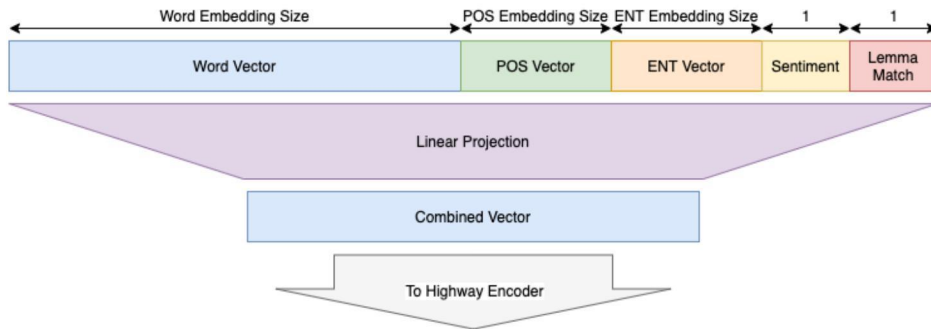 Word Embedding Size POS Embedding Size ENT Embedding Size 1 1
Word Vector POS Vector ENT Vector Sentiment Lemma
Match
Linear Projection
Combined Vector
To Highway Encoder